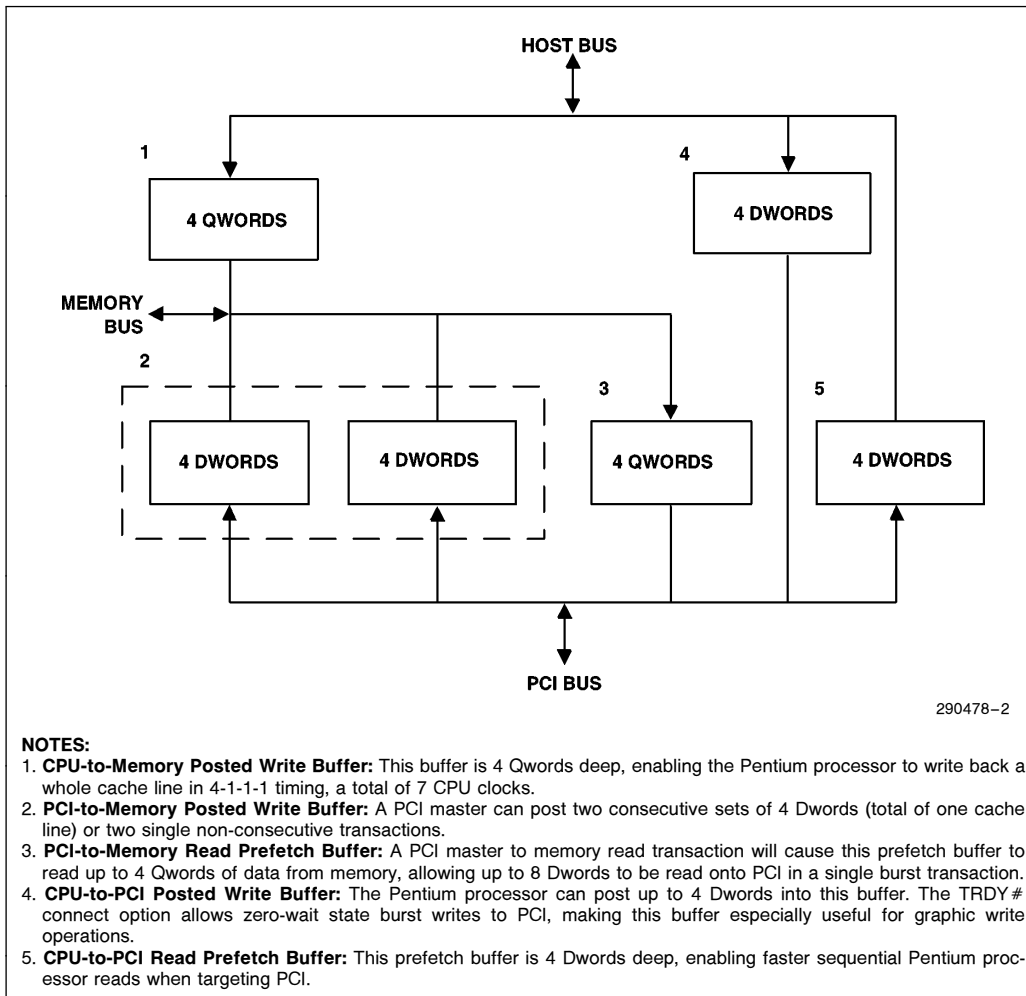 HOST BUS
1
4
4 QWORDS
4 DWORDS
MEMORY
BUS
2
3
5
4 DWORDS
4 DWORDS
4 QWORDS
4 DWORDS
PCI BUS
290478–2
NOTES:
1. CPU-to-Memory Posted Write Buffer: This buffer is 4 Qwords deep, enabling the Pentium processor to write back a
whole cache line in 4-1-1-1 timing, a total of 7 CPU clocks.
2. PCI-to-Memory Posted Write Buffer: A PCI master can post two consecutive sets of 4 Dwords (total of one cache
line) or two single non-consecutive transactions.
3. PCI-to-Memory Read Prefetch Buffer: A PCI master to memory read transaction will cause this prefetch buffer to
read up to 4 Qwords of data from memory, allowing up to 8 Dwords to be read onto PCI in a single burst transaction.
4. CPU-to-PCI Posted Write Buffer: The Pentium processor can post up to 4 Dwords into this buffer. The TRDY#
connect option allows zero-wait state burst writes to PCI, making this buffer especially useful for graphic write
operations.
5. CPU-to-PCI Read Prefetch Buffer: This prefetch buffer is 4 Dwords deep, enabling faster sequential Pentium proc-
essor reads when targeting PCI.